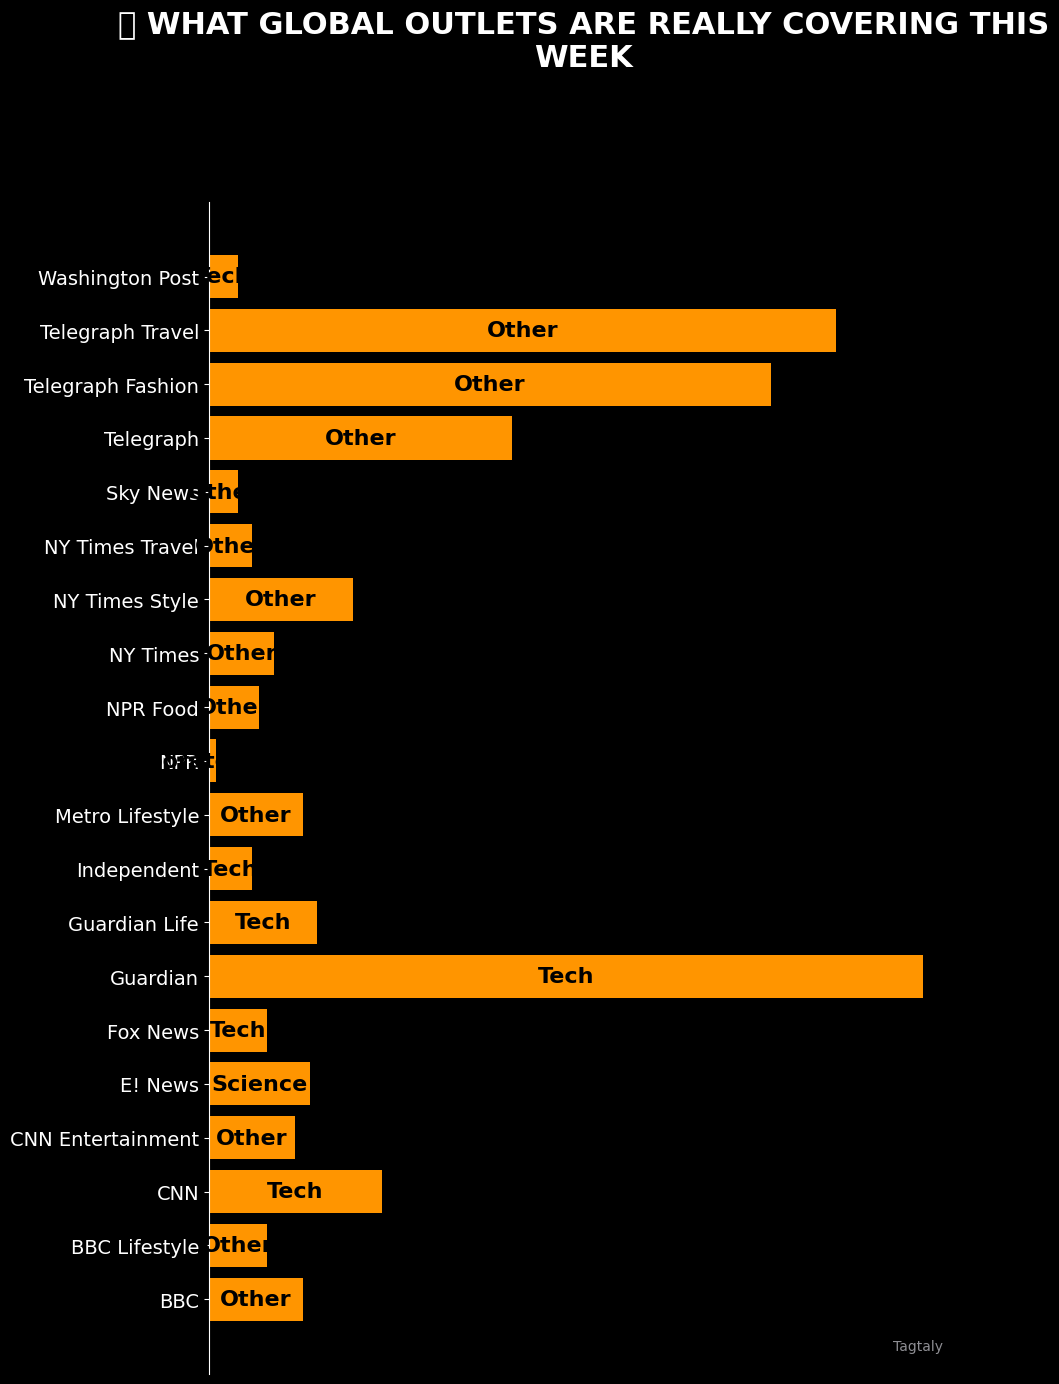 WHAT GLOBAL OUTLETS ARE REALLY COVERING THIS
WEEK
Washington Post
Telegraph Travel Other
Telegraph Fashion Other
Telegraph Other
Sky News
NY Times Travel Other
NY Times Style Other
NY Times Other
NPR Food Other
NPR
Metro Lifestyle Other
Independent Tech
Guardian Life Tech
Guardian Tech
Fox News Tech
E! News Science
CNN Entertainment Other
CNN Tech
BBC Lifestyle Other
BBC Other
Tagtaly